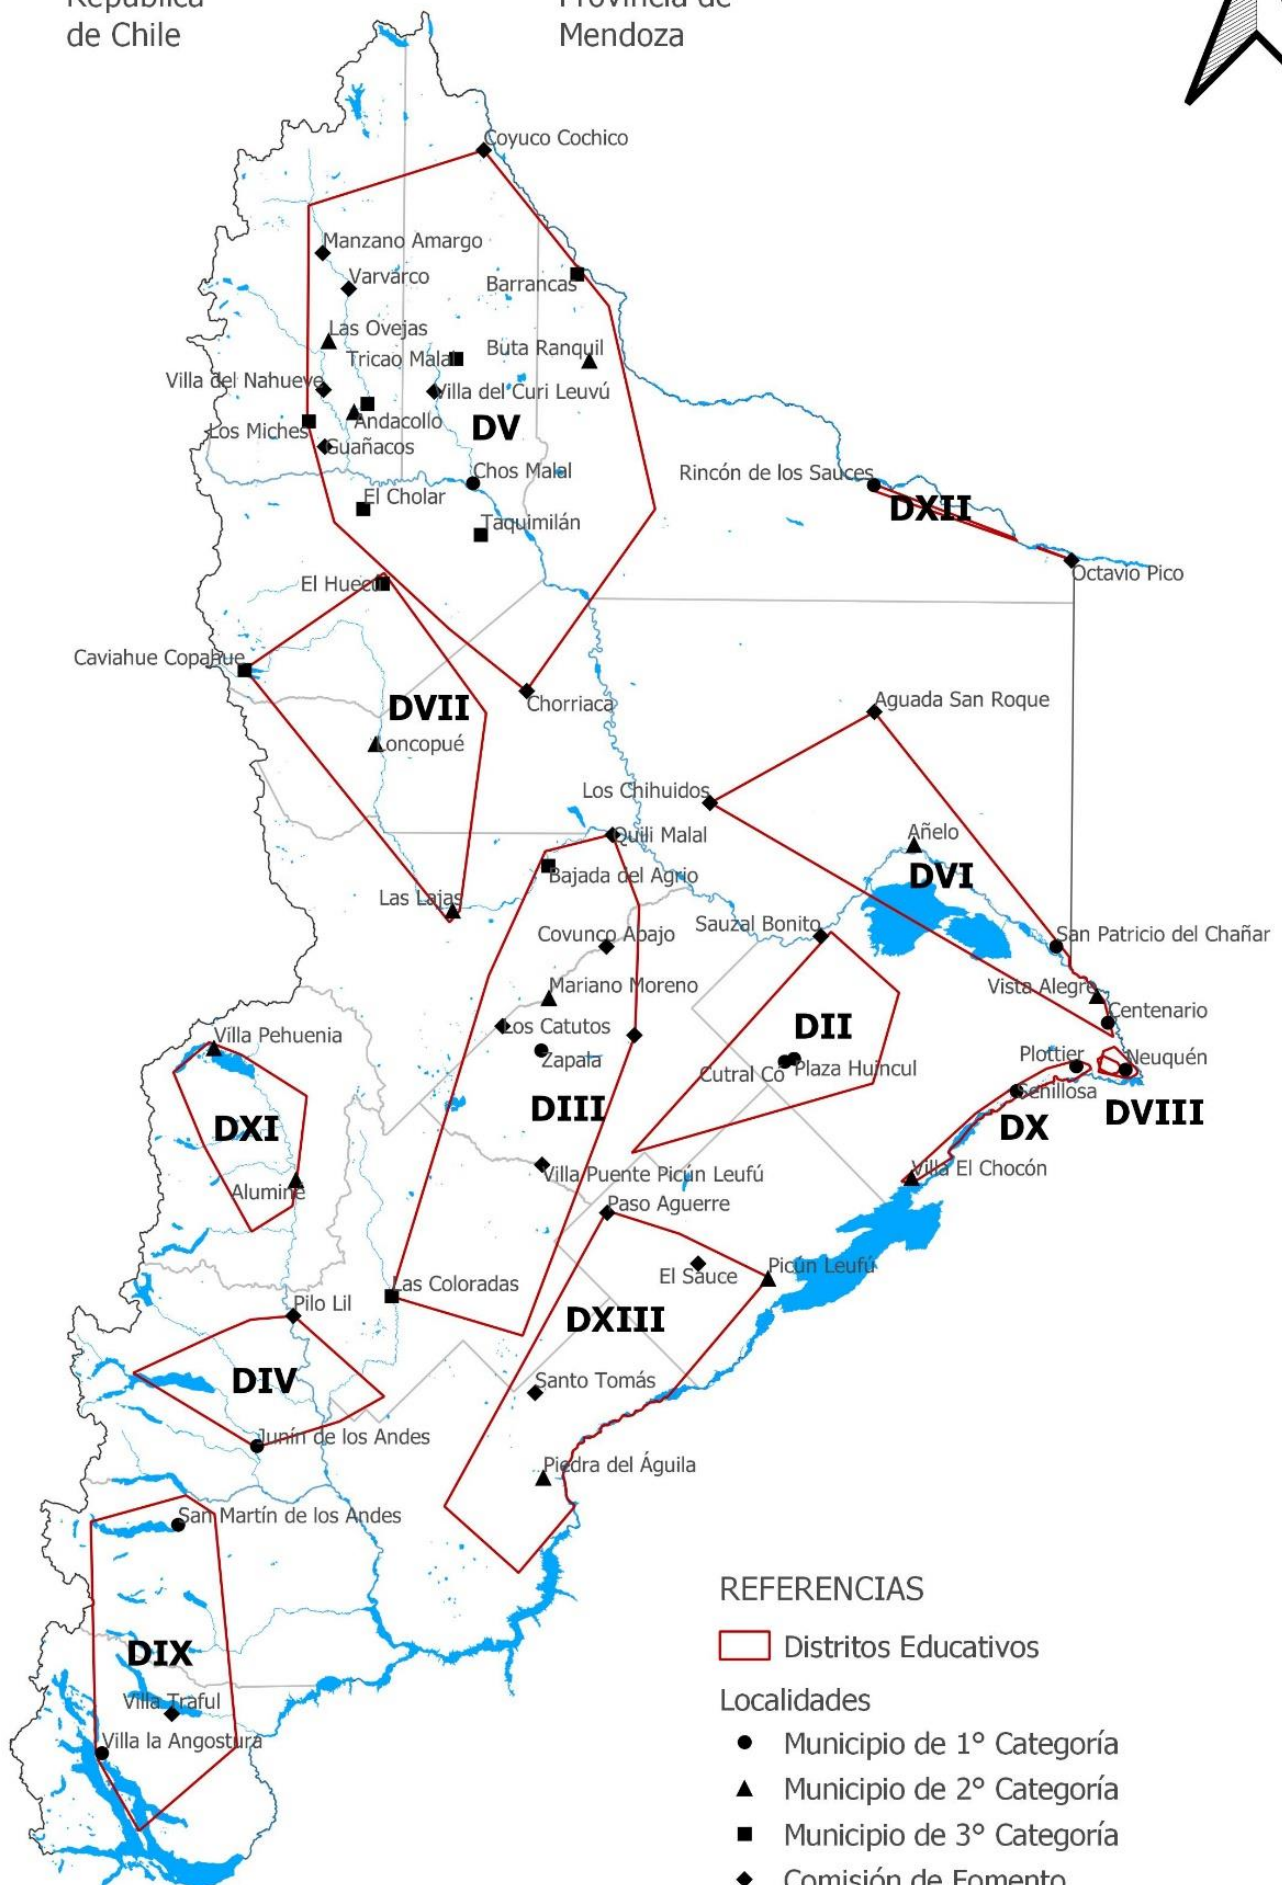 República
de Chile
Provincia de
Mendoza
Coyuco Cochico
Manzano Amargo
Varvarco
Barrancas
Las Ovejas
Tricao Malal
Buta Ranquil
Villa del Nahueve
Villa del Curi Leuvú
Los Miches
Andacollo
DV
Guañacos
Chos Malal
Rincón de los Sauces
El Cholar
DXII
Taquimilán
Octavio Pico
El Huecú
Caviahue Copahue
Chorriaca
Aguada San Roque
DVII
Loncopué
Los Chihuidos
Quili Malal
Añelo
Bajada del Agrio
DVI
Las Lajas
Sauzal Bonito
Covunco Abajo
San Patricio del Chañar
Mariano Moreno
Vista Alegre
Centenario
Los Catutos
DII
Villa Pehuenia
Zapala
Plottier
Neuquén
Cutral Có
Plaza Huincul
Senillosa
DIII
DXI
DX
DVIII
Villa Puente Picún Leufú
Villa El Chocón
Aluminé
Paso Aguerre
El Sauce
Picún Leufú
Las Coloradas
Pilo Lil
DXIII
DIV
Santo Tomás
Junín de los Andes
Piedra del Águila
San Martín de los Andes
DIX
Villa Traful
Villa la Angostura
REFERENCIAS
Distritos Educativos
Localidades
Municipio de 1° Categoría
Municipio de 2° Categoría
Municipio de 3° Categoría
Comisión de Fomento